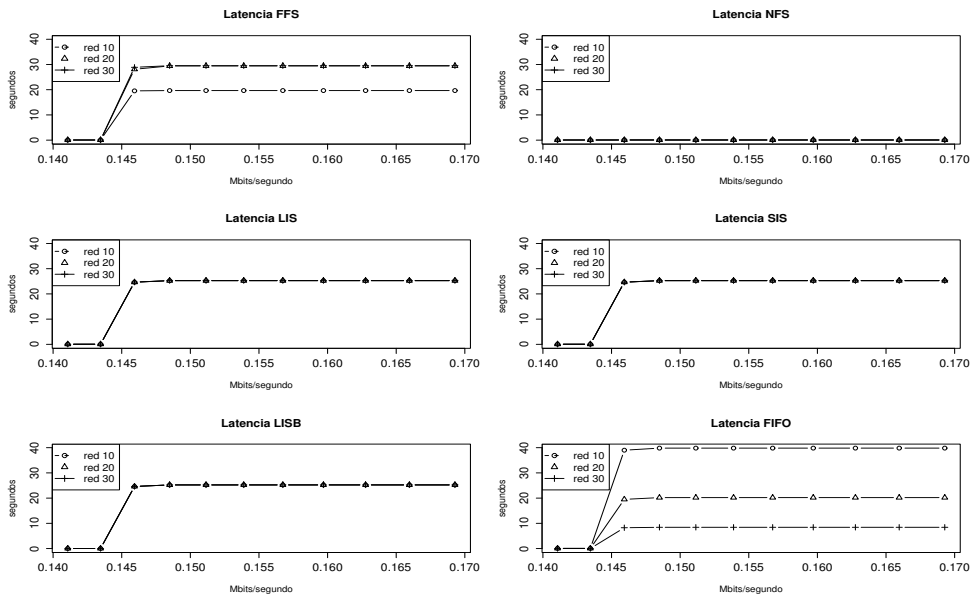 Latencia FFS
segundos
0 10 20 30 40
red 10
red 20
red 30
0.140 0.145 0.150 0.155 0.160 0.165 0.170
Mbits/segundo
Latencia NFS
segundos
0 10 20 30 40
red 10
red 20
red 30
0.140 0.145 0.150 0.155 0.160 0.165 0.170
Mbits/segundo
Latencia LIS
segundos
0 10 20 30 40
red 10
red 20
red 30
0.140 0.145 0.150 0.155 0.160 0.165 0.170
Mbits/segundo
Latencia SIS
segundos
0 10 20 30 40
red 10
red 20
red 30
0.140 0.145 0.150 0.155 0.160 0.165 0.170
Mbits/segundo
Latencia LISB
segundos
0 10 20 30 40
red 10
red 20
red 30
0.140 0.145 0.150 0.155 0.160 0.165 0.170
Mbits/segundo
Latencia FIFO
segundos
0 10 20 30 40
red 10
red 20
red 30
0.140 0.145 0.150 0.155 0.160 0.165 0.170
Mbits/segundo